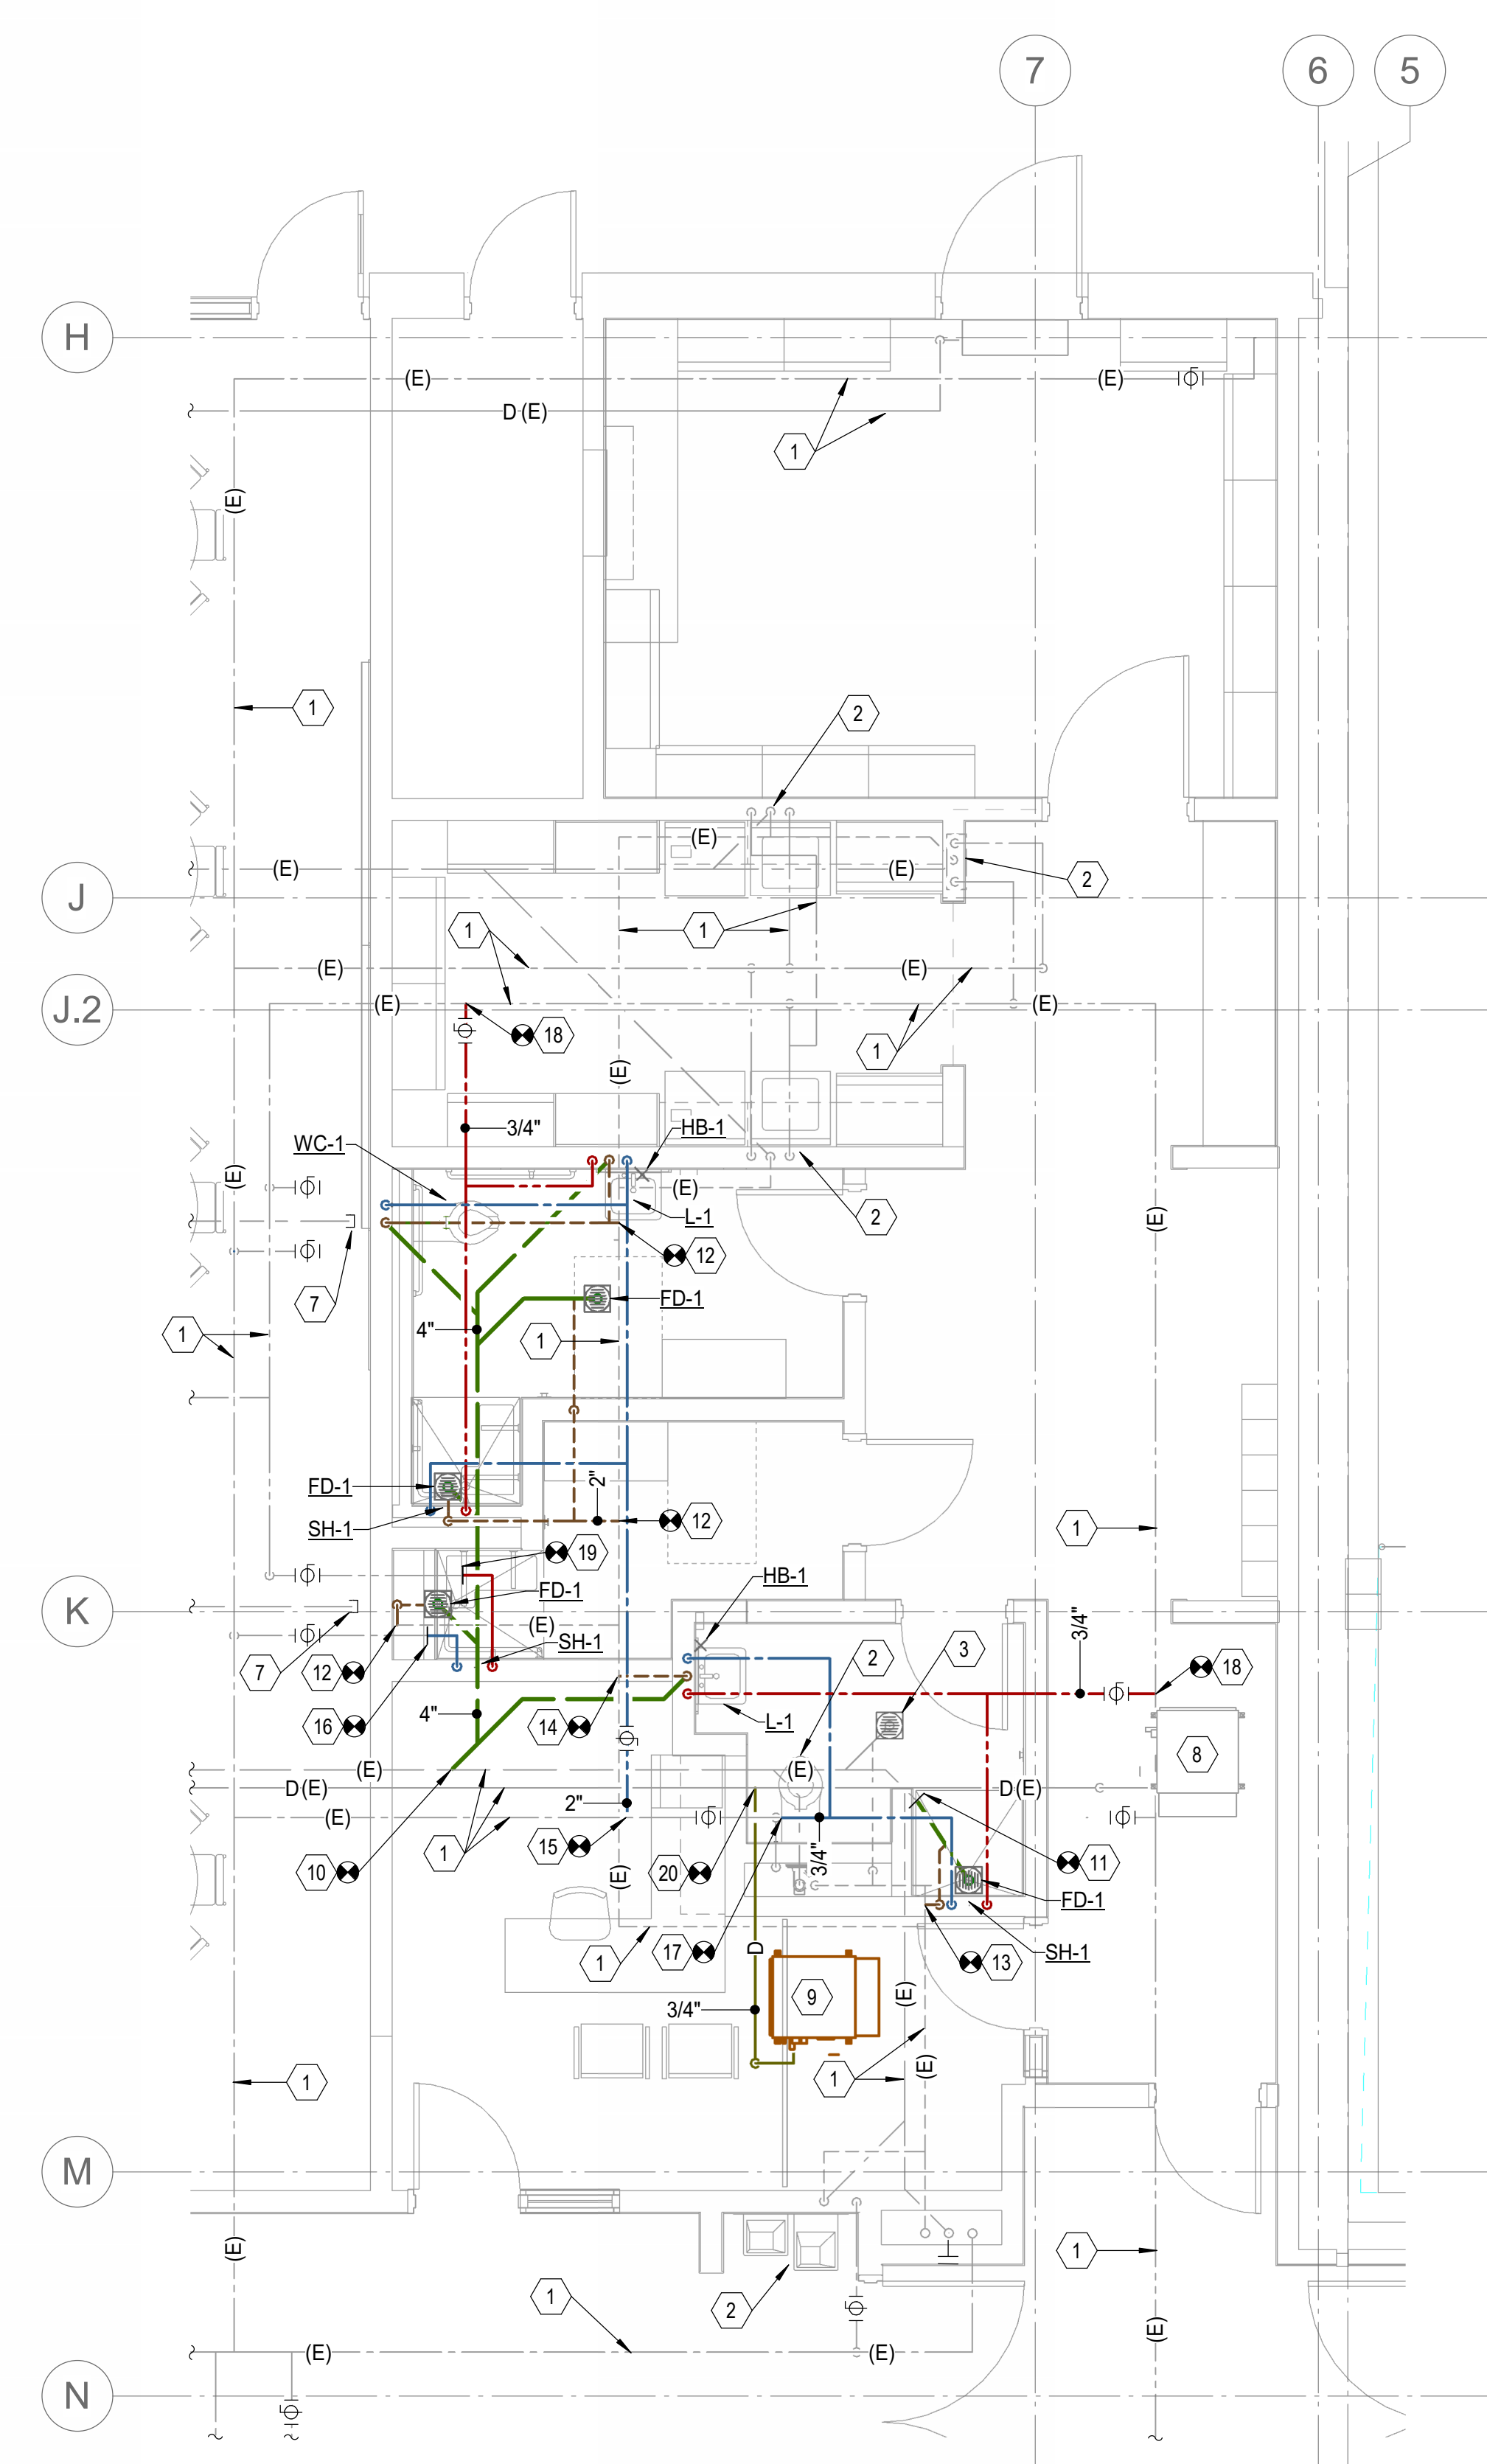 7
6
5
H
(E)
(E)
D (E)
1
(E)
1
2
(E)
(E)
(E)
2
J
1
1
(E)
(E)
J.2
(E)
(E)
18
1
(E)
3/4"
HB-1
WC-1
(E)
(E)
L-1
2
(E)
12
7
FD-1
4"
1
1
FD-1
2"
SH-1
12
1
19
HB-1
FD-1
K
(E)
3/4"
SH-1
2
3
7
12
18
16
4"
14
L-1
8
(E)
(E)
D (E)
D (E)
(E)
2"
1
15
3/4"
10
(E)
20
11
FD-1
D
17
1
13
SH-1
9
(E)
3/4"
(E)
1
1
M
(E)
1
1
2
(E)
(E)
(E)
N